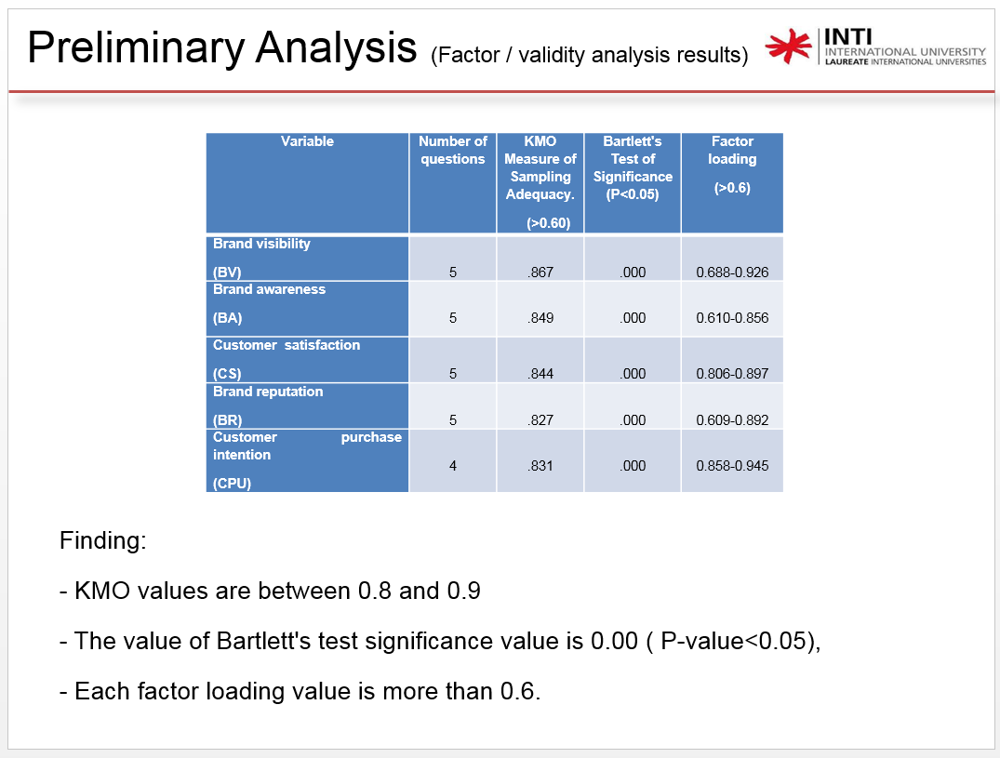 Preliminary Analysis (Factor / validity analysis results)
INTI
INTERNATIONAL UNIVERSITY
LAUREATE INTERNATIONAL UNIVERSITIES
Variable
Number of
questions
KMO
Measure of
Sampling
Adequacy.
(>0.60)
Bartlett's
Test of
Significance
(P<0.05)
Factor
loading
(>0.6)
Brand visibility
(BV) 5 .867 .000 0.688-0.926
Brand awareness
(BA) 5 .849 .000 0.610-0.856
Customer satisfaction
(CS) 5 .844 .000 0.806-0.897
Brand reputation
(BR) 5 .827 .000 0.609-0.892
Customer purchase
intention
(CPU) 4 .831 .000 0.858-0.945
Finding:
- KMO values are between 0.8 and 0.9
- The value of Bartlett's test significance value is 0.00 ( P-value<0.05),
- Each factor loading value is more than 0.6.